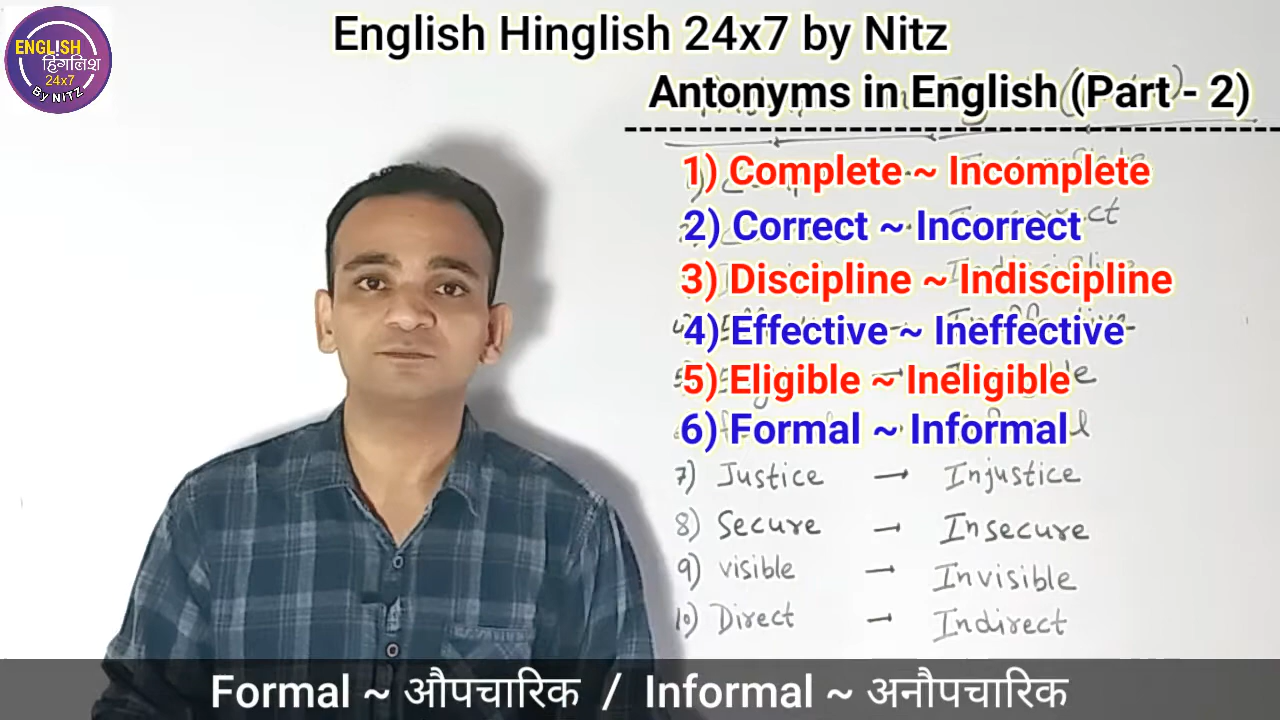 ENGLISH
हिंगलिश
24x7
By NITZ
English Hinglish 24x7 by Nitz
Antonyms in English (Part - 2)
1) Complete ~ Incomplete
2) Correct ~ Incorrect
3) Discipline ~ Indiscipline
4) Effective ~ Ineffective
5) Eligible ~ Ineligible
6) Formal ~ Informal
7) Justice → Injustice
8) Secure → Insecure
9) visible → Invisible
10) Direct → Indirect
Formal ~ औपचारिक / Informal ~ अनौपचारिक